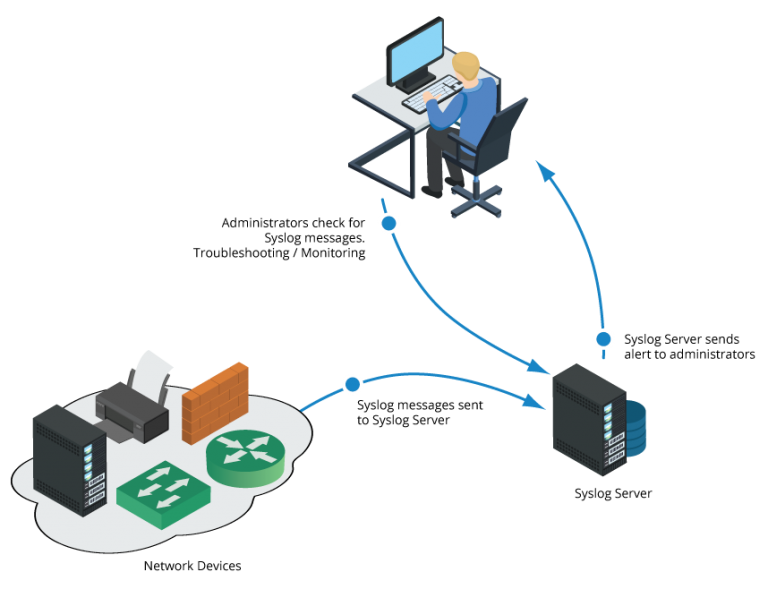 Administrators check for
Syslog messages.
Troubleshooting / Monitoring
Syslog Server sends
alert to administrators
Syslog messages sent
to Syslog Server
Syslog Server
Network Devices